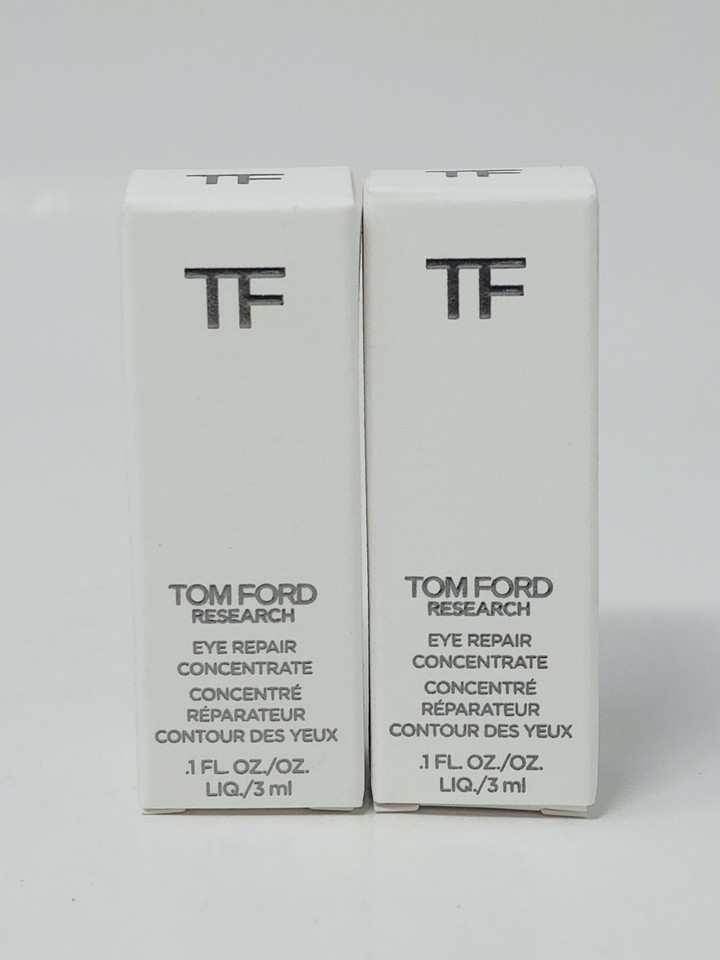 TF
TF
TOM FORD
RESEARCH
EYE REPAIR
CONCENTRATE
CONCENTRÉ
RÉPARATEUR
CONTOUR DES YEUX
.1 FL. OZ./OZ.
LIQ./3 ml
TF
TF
TOM FORD
RESEARCH
EYE REPAIR
CONCENTRATE
CONCENTRÉ
RÉPARATEUR
CONTOUR DES YEUX
.1 FL. OZ./OZ.
LIQ./3 ml